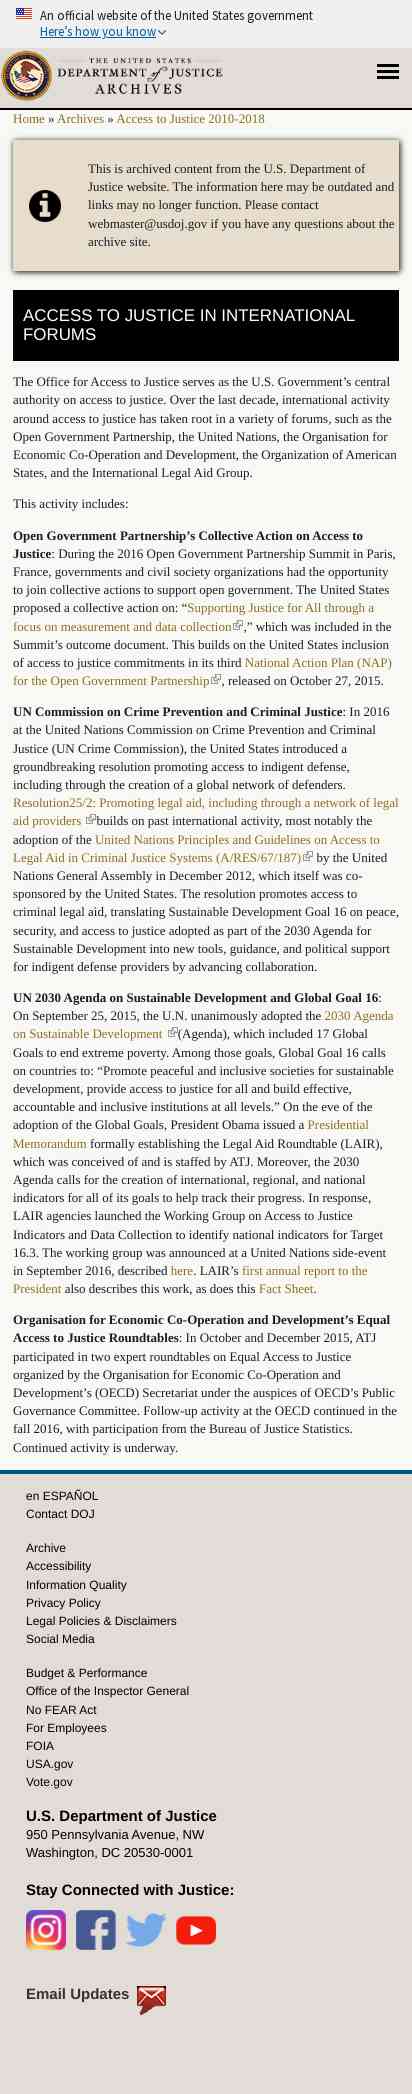 An official website of the United States government
Here's how you know
THE UNITED STATES
DEPARTMENT of JUSTICE
ARCHIVES
Home » Archives » Access to Justice 2010-2018
This is archived content from the U.S. Department of
Justice website. The information here may be outdated and
links may no longer function. Please contact
webmaster@usdoj.gov if you have any questions about the
archive site.
ACCESS TO JUSTICE IN INTERNATIONAL
FORUMS
The Office for Access to Justice serves as the U.S. Government’s central
authority on access to justice. Over the last decade, international activity
around access to justice has taken root in a variety of forums, such as the
Open Government Partnership, the United Nations, the Organisation for
Economic Co-Operation and Development, the Organization of American
States, and the International Legal Aid Group.
This activity includes:
Open Government Partnership’s Collective Action on Access to
Justice: During the 2016 Open Government Partnership Summit in Paris,
France, governments and civil society organizations had the opportunity
to join collective actions to support open government. The United States
proposed a collective action on: “Supporting Justice for All through a
focus on measurement and data collection,” which was included in the
Summit’s outcome document. This builds on the United States inclusion
of access to justice commitments in its third National Action Plan (NAP)
for the Open Government Partnership, released on October 27, 2015.
UN Commission on Crime Prevention and Criminal Justice: In 2016
at the United Nations Commission on Crime Prevention and Criminal
Justice (UN Crime Commission), the United States introduced a
groundbreaking resolution promoting access to indigent defense,
including through the creation of a global network of defenders.
Resolution25/2: Promoting legal aid, including through a network of legal
aid providers builds on past international activity, most notably the
adoption of the United Nations Principles and Guidelines on Access to
Legal Aid in Criminal Justice Systems (A/RES/67/187) by the United
Nations General Assembly in December 2012, which itself was co-
sponsored by the United States. The resolution promotes access to
criminal legal aid, translating Sustainable Development Goal 16 on peace,
security, and access to justice adopted as part of the 2030 Agenda for
Sustainable Development into new tools, guidance, and political support
for indigent defense providers by advancing collaboration.
UN 2030 Agenda on Sustainable Development and Global Goal 16:
On September 25, 2015, the U.N. unanimously adopted the 2030 Agenda
on Sustainable Development (Agenda), which included 17 Global
Goals to end extreme poverty. Among those goals, Global Goal 16 calls
on countries to: “Promote peaceful and inclusive societies for sustainable
development, provide access to justice for all and build effective,
accountable and inclusive institutions at all levels.” On the eve of the
adoption of the Global Goals, President Obama issued a Presidential
Memorandum formally establishing the Legal Aid Roundtable (LAIR),
which was conceived of and is staffed by ATJ. Moreover, the 2030
Agenda calls for the creation of international, regional, and national
indicators for all of its goals to help track their progress. In response,
LAIR agencies launched the Working Group on Access to Justice
Indicators and Data Collection to identify national indicators for Target
16.3. The working group was announced at a United Nations side-event
in September 2016, described here. LAIR’s first annual report to the
President also describes this work, as does this Fact Sheet.
Organisation for Economic Co-Operation and Development’s Equal
Access to Justice Roundtables: In October and December 2015, ATJ
participated in two expert roundtables on Equal Access to Justice
organized by the Organisation for Economic Co-Operation and
Development’s (OECD) Secretariat under the auspices of OECD’s Public
Governance Committee. Follow-up activity at the OECD continued in the
fall 2016, with participation from the Bureau of Justice Statistics.
Continued activity is underway.
en ESPAÑOL
Contact DOJ
Archive
Accessibility
Information Quality
Privacy Policy
Legal Policies & Disclaimers
Social Media
Budget & Performance
Office of the Inspector General
No FEAR Act
For Employees
FOIA
USA.gov
Vote.gov
U.S. Department of Justice
950 Pennsylvania Avenue, NW
Washington, DC 20530-0001
Stay Connected with Justice:
Email Updates